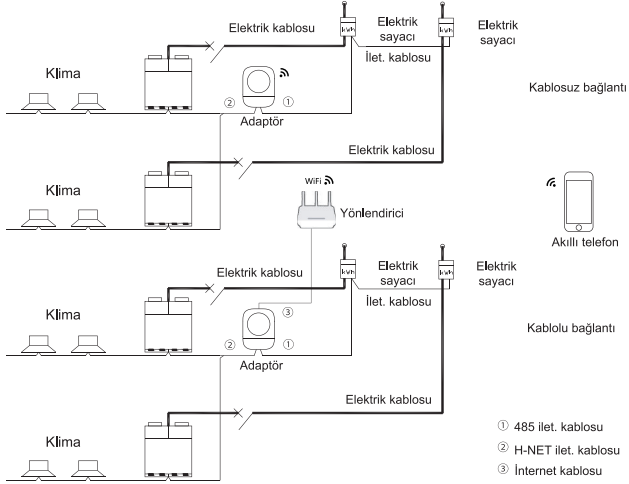 Elektrik kablosu
kWh
Elektrik
sayacı
kWh
Elektrik
sayacı
İlet. kablosu
Klima
②
①
Adaptör
Kablosuz bağlantı
Elektrik kablosu
WiFi
Klima
Yönlendirici
Akıllı telefon
Elektrik kablosu
kWh
Elektrik
sayacı
kWh
Elektrik
sayacı
İlet. kablosu
Klima
③
②
①
Adaptör
Kablolu bağlantı
Elektrik kablosu
Klima
① 485 ilet. kablosu
② H-NET ilet. kablosu
③ İnternet kablosu